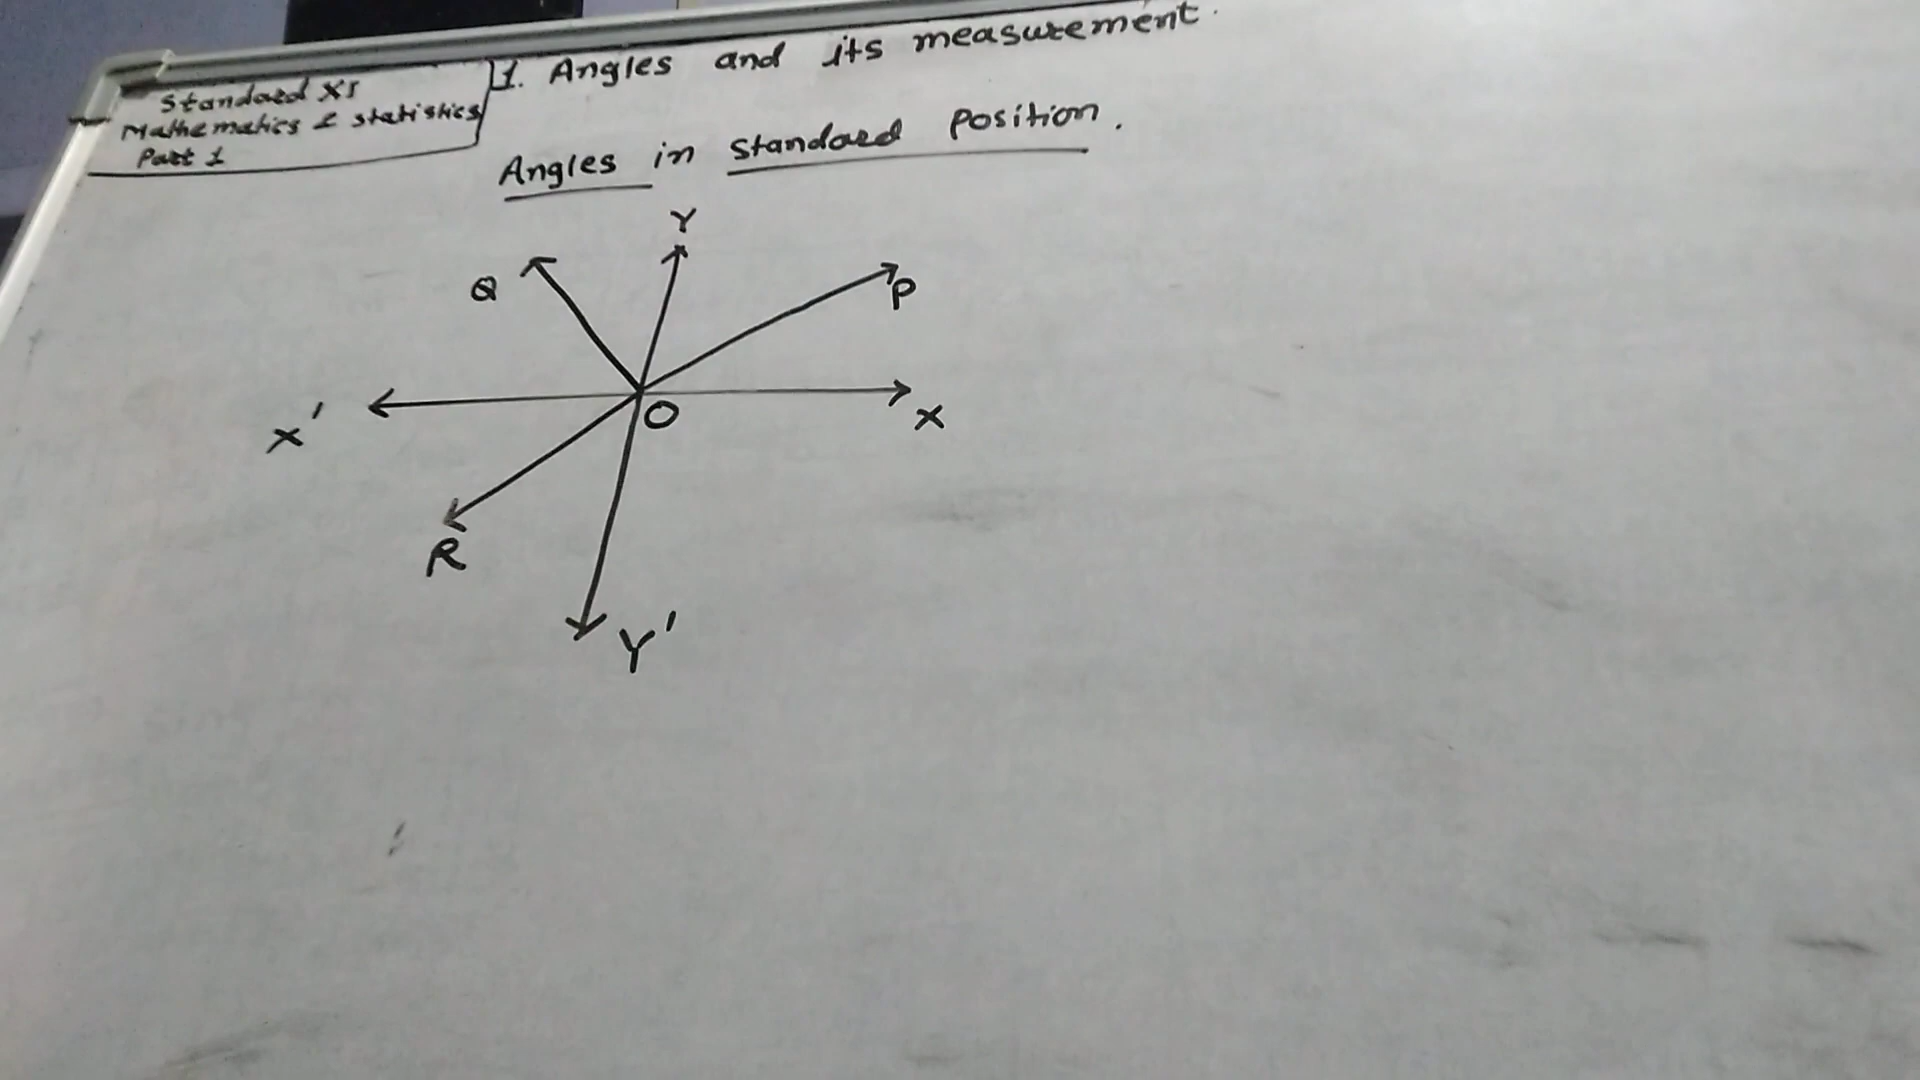 Standard XI
Mathematics & statistics
Part 1
1. Angles and its measurement.
Angles in standard Position.
Y
Q
P
X'
O
X
R
Y'